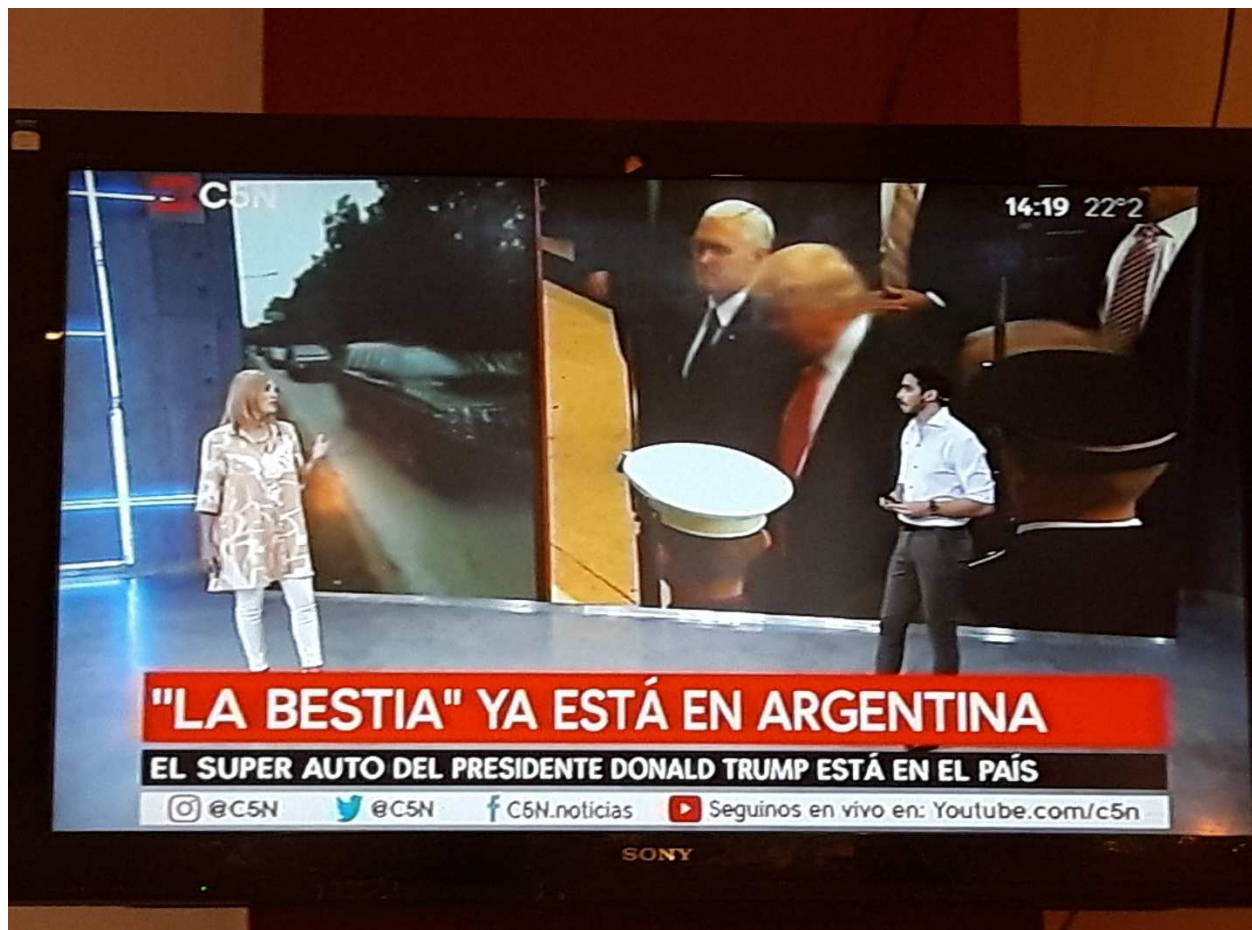 C5N
14:19 22°2
"LA BESTIA" YA ESTÁ EN ARGENTINA
EL SUPER AUTO DEL PRESIDENTE DONALD TRUMP ESTÁ EN EL PAÍS
@C5N @C5N C5N.noticias Seguinos en vivo en: Youtube.com/c5n
SONY